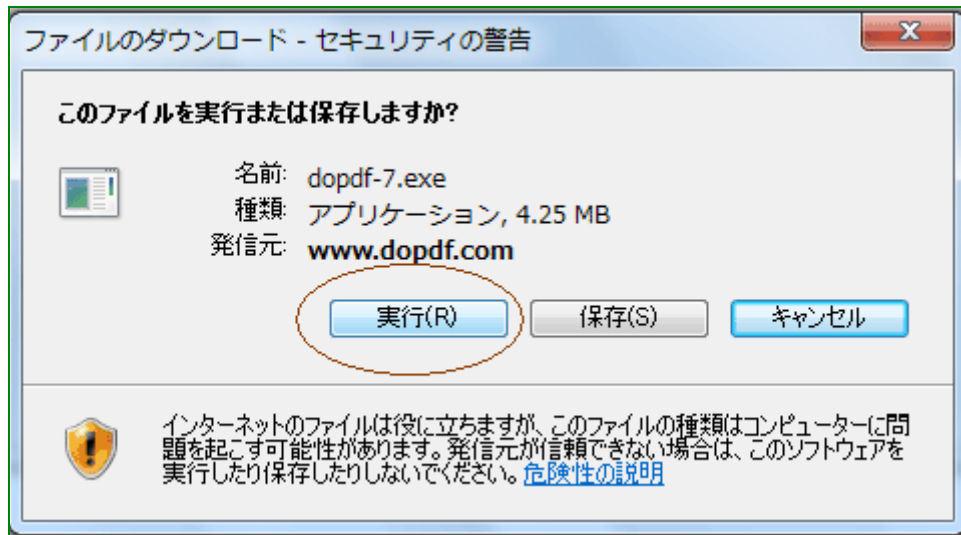 ファイルのダウンロード - セキュリティの警告
このファイルを実行または保存しますか?
名前: dopdf-7.exe
種類: アプリケーション, 4.25 MB
発信元: www.dopdf.com
実行(R) 保存(S) キャンセル
インターネットのファイルは役に立ちますが、このファイルの種類はコンピューターに問
題を起こす可能性があります。発信元が信頼できない場合は、このソフトウェアを
実行したり保存したりしないでください。危険性の説明